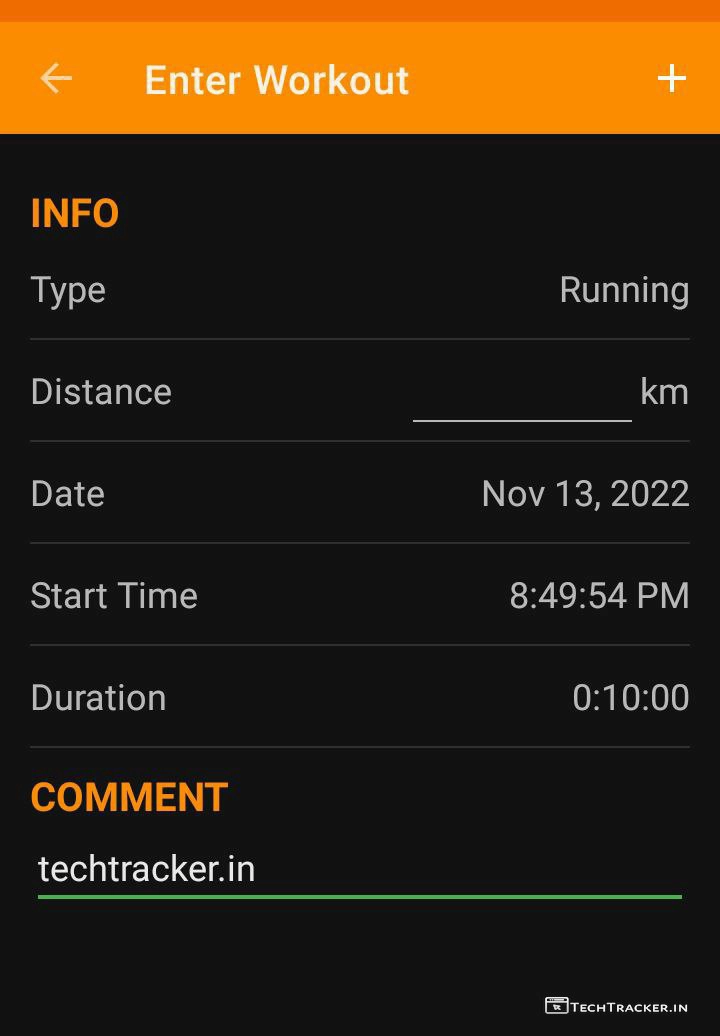 Enter Workout
INFO
Type Running
Distance km
Date Nov 13, 2022
Start Time 8:49:54 PM
Duration 0:10:00
COMMENT
techtracker.in
TECHTRACKER.IN